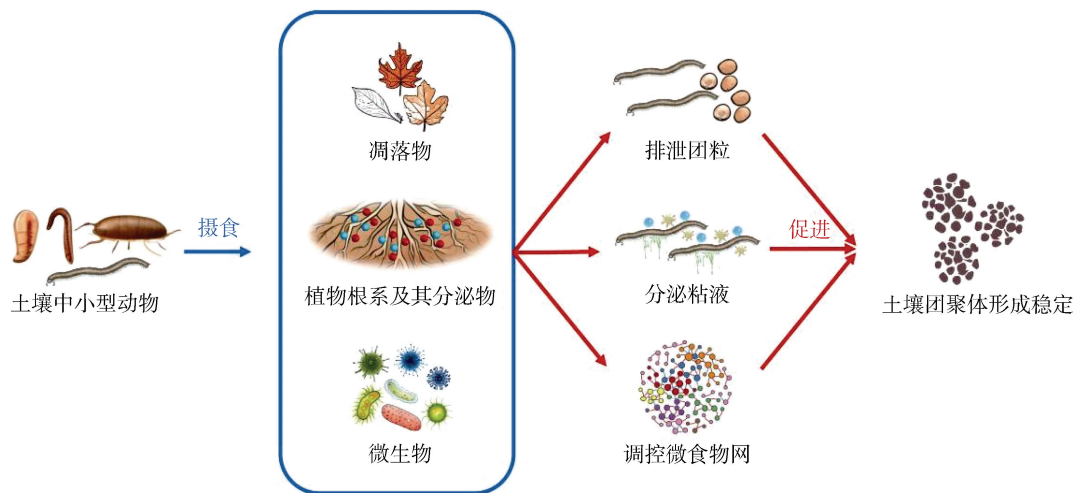 土壤中小型动物
摄食
凋落物
植物根系及其分泌物
微生物
排泄团粒
分泌粘液
调控微食物网
促进
土壤团聚体形成稳定